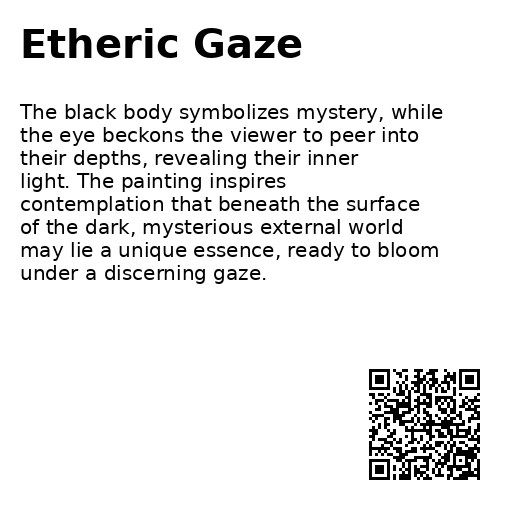 Etheric Gaze
The black body symbolizes mystery, while
the eye beckons the viewer to peer into
their depths, revealing their inner
light. The painting inspires
contemplation that beneath the surface
of the dark, mysterious external world
may lie a unique essence, ready to bloom
under a discerning gaze.